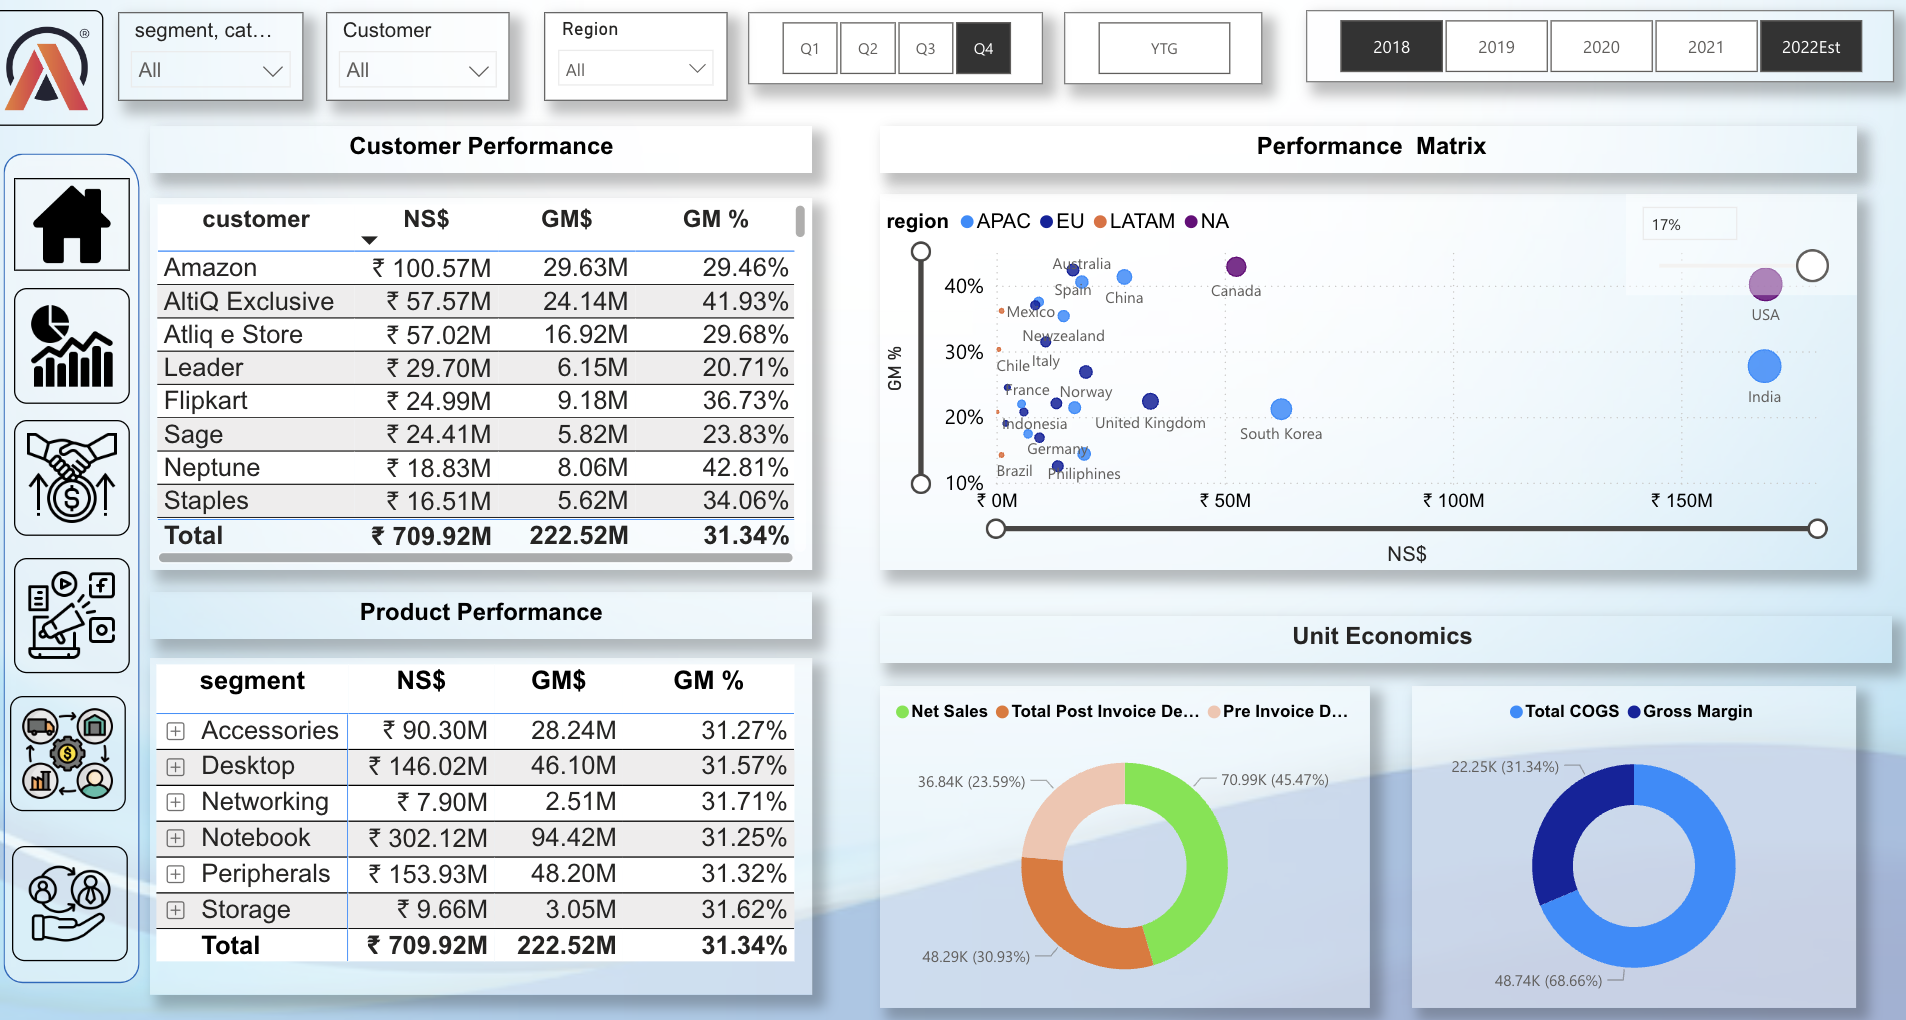 ®
segment, cat...
All
Customer
All
Region
All
Q1 Q2 Q3 Q4
YTG
2018 2019 2020 2021 2022Est
Customer Performance
customer NS$ GM$ GM %
Amazon ₹ 100.57M 29.63M 29.46%
AltiQ Exclusive ₹ 57.57M 24.14M 41.93%
Atliq e Store ₹ 57.02M 16.92M 29.68%
Leader ₹ 29.70M 6.15M 20.71%
Flipkart ₹ 24.99M 9.18M 36.73%
Sage ₹ 24.41M 5.82M 23.83%
Neptune ₹ 18.83M 8.06M 42.81%
Staples ₹ 16.51M 5.62M 34.06%
Total ₹ 709.92M 222.52M 31.34%
Product Performance
segment NS$ GM$ GM %
Accessories ₹ 90.30M 28.24M 31.27%
Desktop ₹ 146.02M 46.10M 31.57%
Networking ₹ 7.90M 2.51M 31.71%
Notebook ₹ 302.12M 94.42M 31.25%
Peripherals ₹ 153.93M 48.20M 31.32%
Storage ₹ 9.66M 3.05M 31.62%
Total ₹ 709.92M 222.52M 31.34%
Performance Matrix
region APAC EU LATAM NA
17%
GM %
40%
30%
20%
10%
Australia
Spain
China
Canada
USA
Mexico
Newzealand
Chile
Italy
India
France
Norway
Indonesia
United Kingdom
South Korea
Germany
Brazil
Philiphines
₹ 0M ₹ 50M ₹ 100M ₹ 150M
NS$
Unit Economics
Net Sales Total Post Invoice De... Pre Invoice D...
36.84K (23.59%)
70.99K (45.47%)
48.29K (30.93%)
Total COGS Gross Margin
22.25K (31.34%)
48.74K (68.66%)